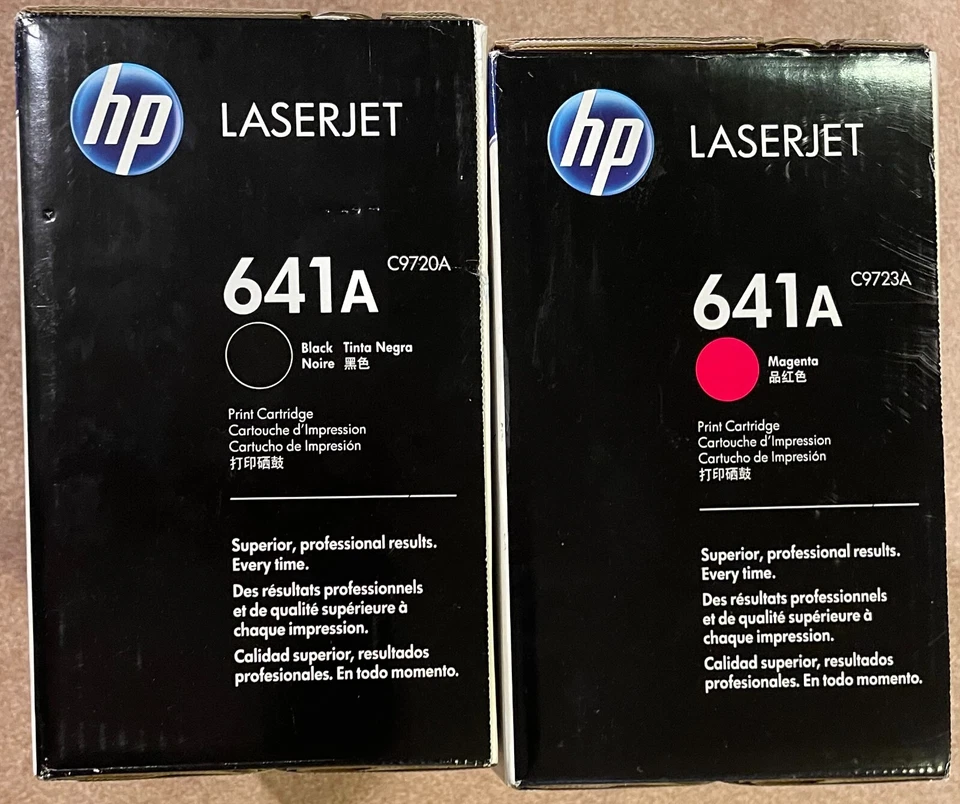 hp LASERJET
641A C9720A
Black Tinta Negra
Noire 黑色
Print Cartridge
Cartouche d'Impression
Cartucho de Impresión
打印硒鼓
Superior, professional results.
Every time.
Des résultats professionnels
et de qualité supérieure à
chaque impression.
Calidad superior, resultados
profesionales. En todo momento.
hp LASERJET
641A C9723A
Magenta
品红色
Print Cartridge
Cartouche d'Impression
Cartucho de Impresión
打印硒鼓
Superior, professional results.
Every time.
Des résultats professionnels
et de qualité supérieure à
chaque impression.
Calidad superior, resultados
profesionales. En todo momento.